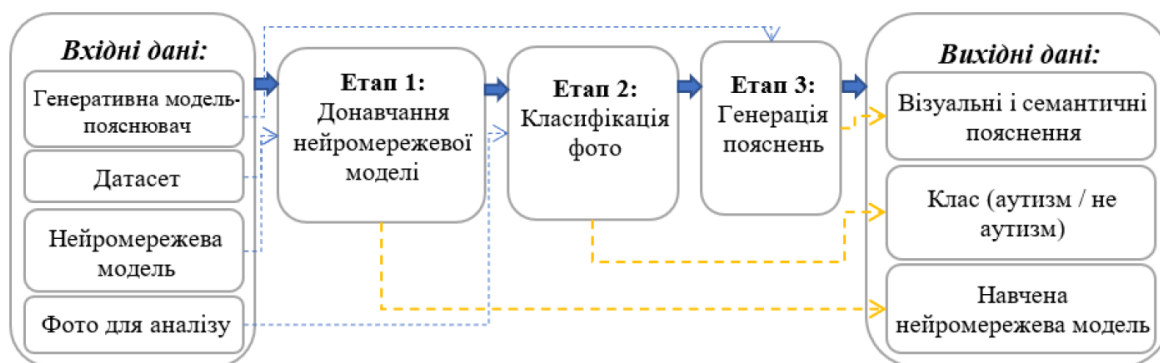 Вхідні дані:
Генеративна модель-
пояснювач
Датасет
Нейромережева
модель
Фото для аналізу
Етап 1:
Донавчання
нейромережевої
моделі
Етап 2:
Класифікація
фото
Етап 3:
Генерація
пояснень
Вихідні дані:
Візуальні і семантичні
пояснення
Клас (аутизм / не
аутизм)
Навчена
нейромережева модель